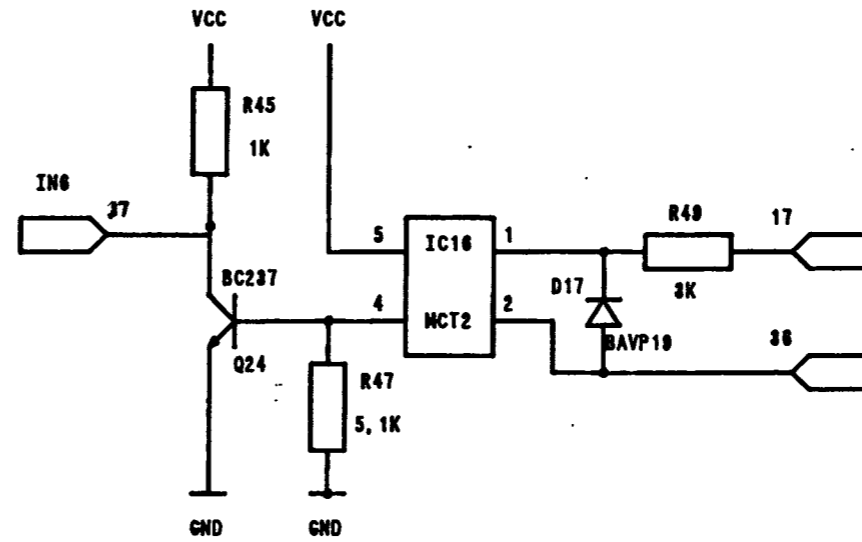 VCC
VCC
R45
1K
IN6
37
5
IC16
1
R49
17
BC237
D17
3K
4
MCT2
2
38
Q24
BAVP19
R47
5,1K
GND
GND